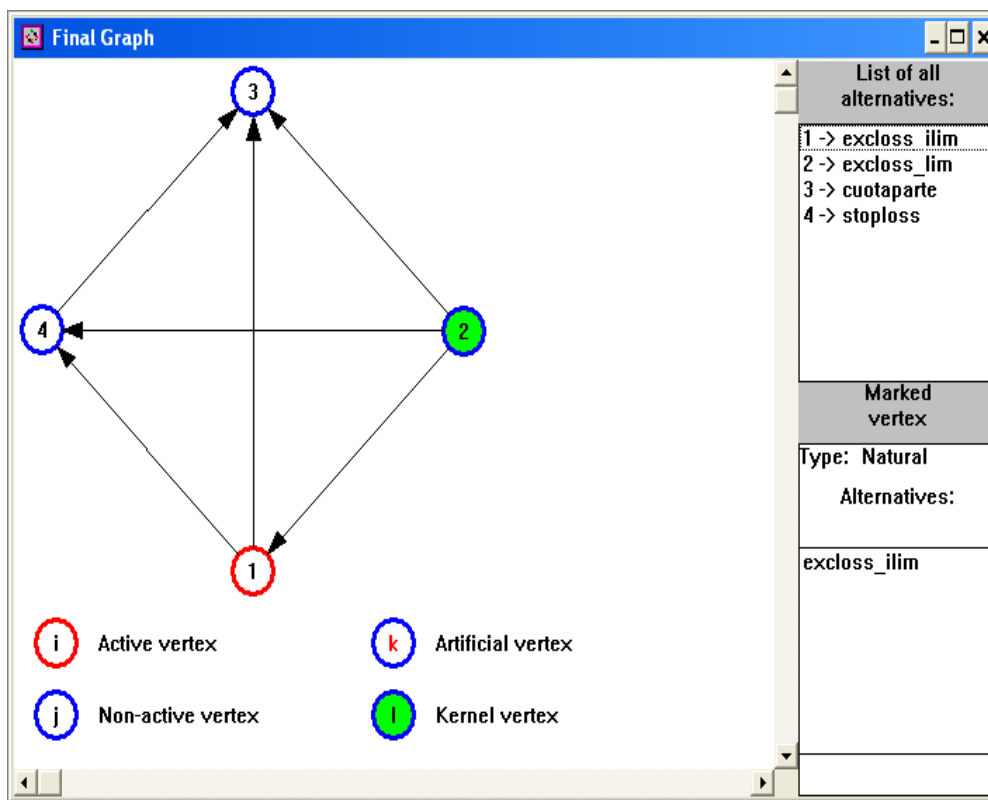 Final Graph
3
4
2
1
i Active vertex
k Artificial vertex
j Non-active vertex
l Kernel vertex
List of all
alternatives:
1 -> excloss_ilim
2 -> excloss_lim
3 -> cuotaparte
4 -> stoploss
Marked
vertex
Type: Natural
Alternatives:
excloss_ilim